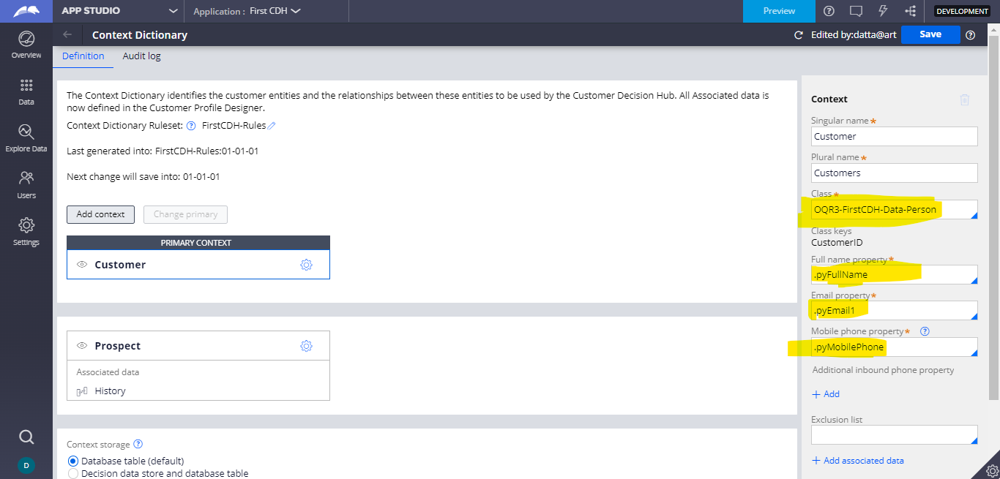 APP STUDIO
Application : First CDH
Preview
DEVELOPMENT
Context Dictionary
Edited by:datta@art
Save
Overview
Data
Explore Data
Users
Settings
D
Definition
Audit log
The Context Dictionary identifies the customer entities and the relationships between these entities to be used by the Customer Decision Hub. All Associated data is
now defined in the Customer Profile Designer.
Context Dictionary Ruleset: ? FirstCDH-Rules
Last generated into: FirstCDH-Rules:01-01-01
Next change will save into: 01-01-01
Add context
Change primary
PRIMARY CONTEXT
Customer
Prospect
Associated data
History
Context storage ?
Database table (default)
Decision data store and database table
Context
Singular name*
Customer
Plural name*
Customers
Class*
OQR3-FirstCDH-Data-Person
Class keys
CustomerID
Full name property*
.pyFullName
Email property*
.pyEmail1
Mobile phone property* ?
.pyMobilePhone
Additional inbound phone property
+ Add
Exclusion list
+ Add associated data